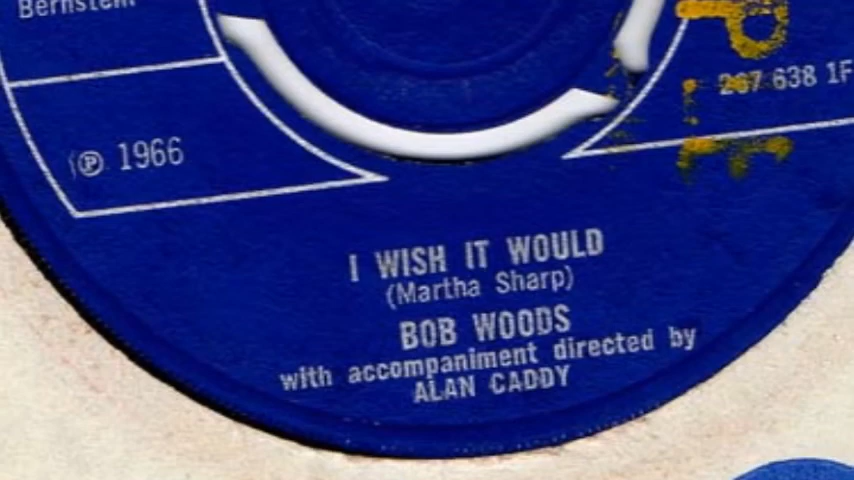 Bernstein
℗ 1966
267 638 1F
I WISH IT WOULD
(Martha Sharp)
BOB WOODS
with accompaniment directed by
ALAN CADDY